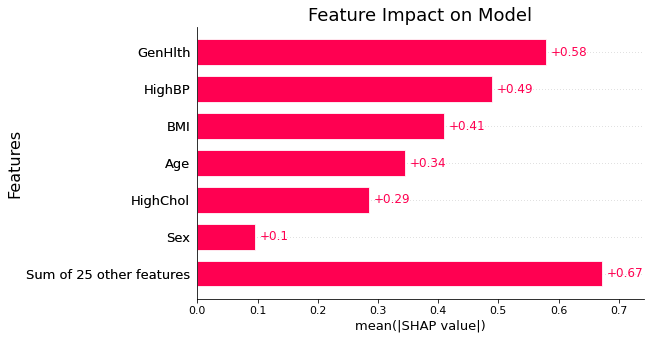 Feature Impact on Model
Features
GenHlth
+0.58
HighBP
+0.49
BMI
+0.41
Age
+0.34
HighChol
+0.29
Sex
+0.1
Sum of 25 other features
+0.67
0.0 0.1 0.2 0.3 0.4 0.5 0.6 0.7
mean(|SHAP value|)